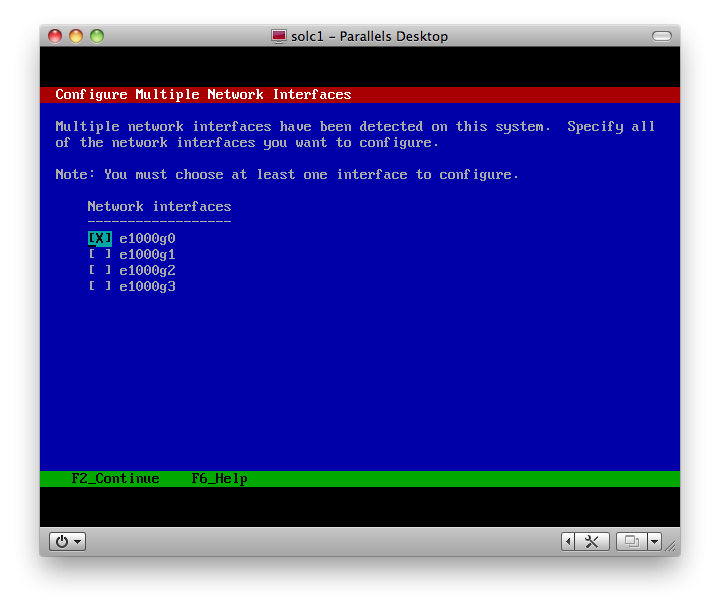 solc1 – Parallels Desktop
Configure Multiple Network Interfaces
Multiple network interfaces have been detected on this system.  Specify all
of the network interfaces you want to configure.
Note: You must choose at least one interface to configure.
Network interfaces
------------------
[X] e1000g0
[ ] e1000g1
[ ] e1000g2
[ ] e1000g3
F2_Continue    F6_Help